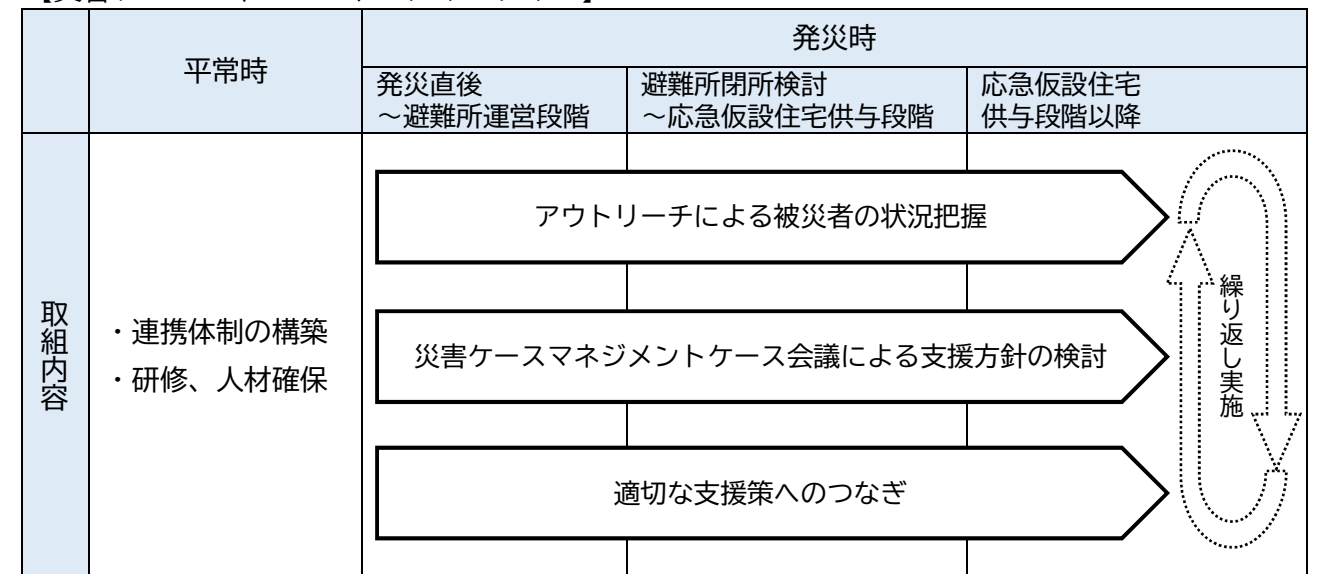 平常時
発災時
発災直後
～避難所運営段階
避難所閉所検討
～応急仮設住宅供与段階
応急仮設住宅
供与段階以降
取組内容
・連携体制の構築
・研修、人材確保
アウトリーチによる被災者の状況把握
災害ケースマネジメントケース会議による支援方針の検討
適切な支援策へのつなぎ
繰り返し実施